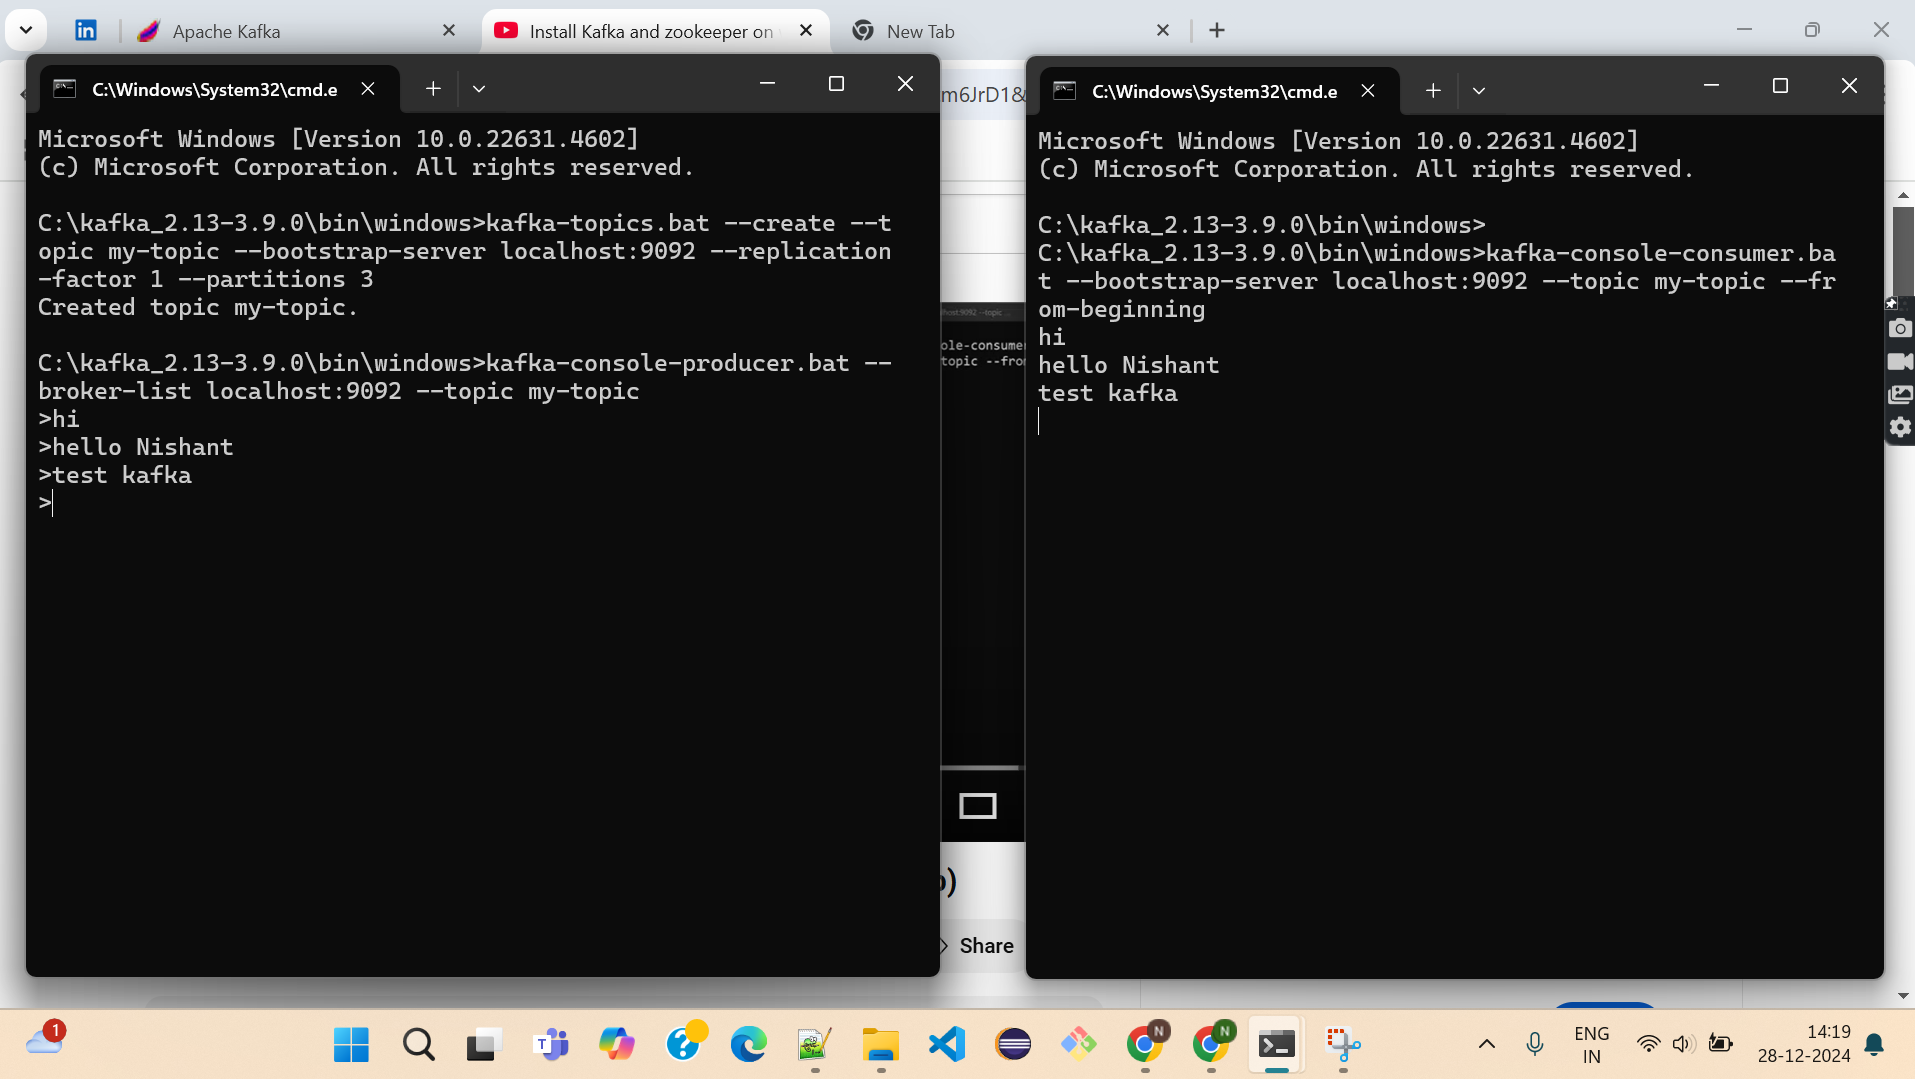 Apache Kafka
Install Kafka and zookeeper on
New Tab
C:\Windows\System32\cmd.e
Microsoft Windows [Version 10.0.22631.4602]
(c) Microsoft Corporation. All rights reserved.
C:\kafka_2.13-3.9.0\bin\windows>kafka-topics.bat --create --t
opic my-topic --bootstrap-server localhost:9092 --replication
-factor 1 --partitions 3
Created topic my-topic.
C:\kafka_2.13-3.9.0\bin\windows>kafka-console-producer.bat --
broker-list localhost:9092 --topic my-topic
>hi
>hello Nishant
>test kafka
>
m6JrD1&
ole-consumer
topic --from
Share
C:\Windows\System32\cmd.e
Microsoft Windows [Version 10.0.22631.4602]
(c) Microsoft Corporation. All rights reserved.
C:\kafka_2.13-3.9.0\bin\windows>
C:\kafka_2.13-3.9.0\bin\windows>kafka-console-consumer.ba
t --bootstrap-server localhost:9092 --topic my-topic --fr
om-beginning
hi
hello Nishant
test kafka
1
N
N
ENG
IN
14:19
28-12-2024